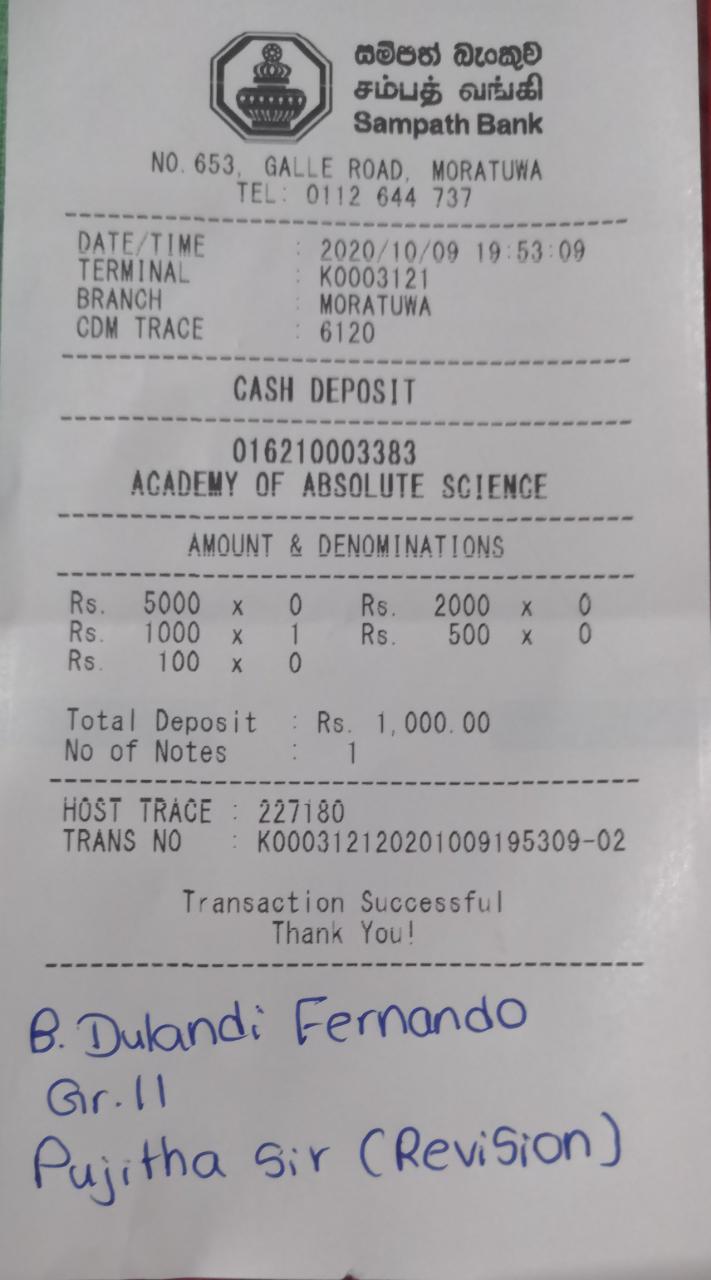 සම්පත් බැංකුව
சம்பத் வங்கி
Sampath Bank
NO. 653, GALLE ROAD, MORATUWA
TEL: 0112 644 737
DATE/TIME : 2020/10/09 19:53:09
TERMINAL : K0003121
BRANCH : MORATUWA
CDM TRACE : 6120
CASH DEPOSIT
016210003383
ACADEMY OF ABSOLUTE SCIENCE
AMOUNT & DENOMINATIONS
Rs. 5000 x 0 Rs. 2000 x 0
Rs. 1000 x 1 Rs. 500 x 0
Rs. 100 x 0
Total Deposit : Rs. 1,000.00
No of Notes : 1
HOST TRACE : 227180
TRANS NO : K000312120201009195309-02
Transaction Successful
Thank You!
B. Dulandi Fernando
Gr. 11
Pujitha Sir (Revision)